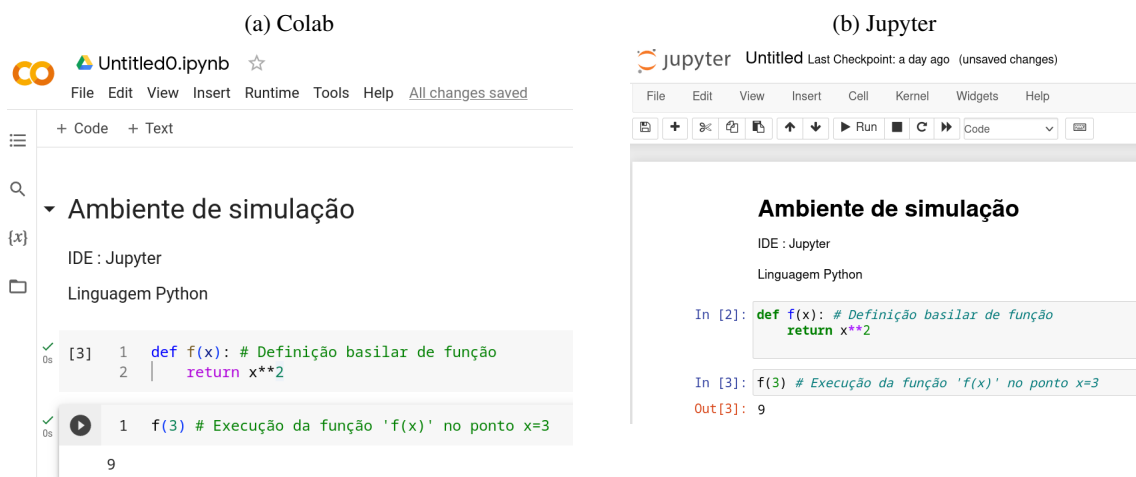 (a) Colab
Untitled0.ipynb
File Edit View Insert Runtime Tools Help All changes saved
+ Code + Text
Ambiente de simulação
{x}
IDE : Jupyter
Linguagem Python
0s
[3] 1 def f(x): # Definição basilar de função
2 return x**2
0s
1 f(3) # Execução da função 'f(x)' no ponto x=3
9
(b) Jupyter
jupyter Untitled Last Checkpoint: a day ago (unsaved changes)
File Edit View Insert Cell Kernel Widgets Help
Run Code
Ambiente de simulação
IDE : Jupyter
Linguagem Python
In [2]: def f(x): # Definição basilar de função
return x**2
In [3]: f(3) # Execução da função 'f(x)' no ponto x=3
Out[3]: 9